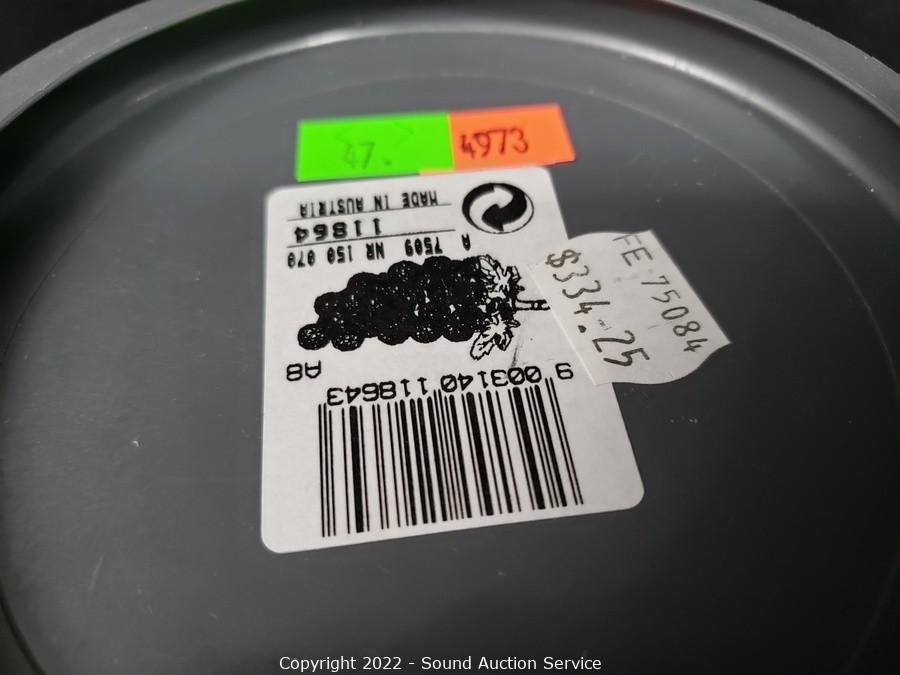 47.
4973
MADE IN AUSTRIA
11864
A 7509 NR 150 070
A8
9 003140 118643
FE 75084
$334.25
Copyright 2022 - Sound Auction Service